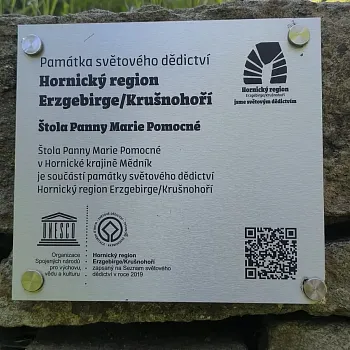 Památka světového dědictví
Hornický region
Erzgebirge/Krušnohoří
Hornický region
Erzgebirge/Krušnohoří
jsme světovým dědictvím
Štola Panny Marie Pomocné
Štola Panny Marie Pomocné
v Hornické krajině Mědník
je součástí památky světového dědictví
Hornický region Erzgebirge/Krušnohoří
UNESCO
Organizace
Spojených národů
pro výchovu,
vědu a kulturu
Hornický region
Erzgebirge/Krušnohoří
zapsaný na Seznam světového
dědictví v roce 2019